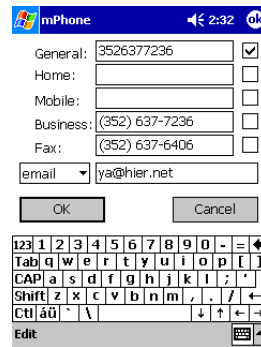 mPhone 2:32 ok
General: 3526377236
Home:
Mobile:
Business: (352) 637-7236
Fax: (352) 637-6406
email ya@hier.net
OK Cancel
123 1 2 3 4 5 6 7 8 9 0 - =
Tab q w e r t y u i o p [ ]
CAP a s d f g h j k l ; '
Shift z x c v b n m , . /
Ctl áü ` \
Edit